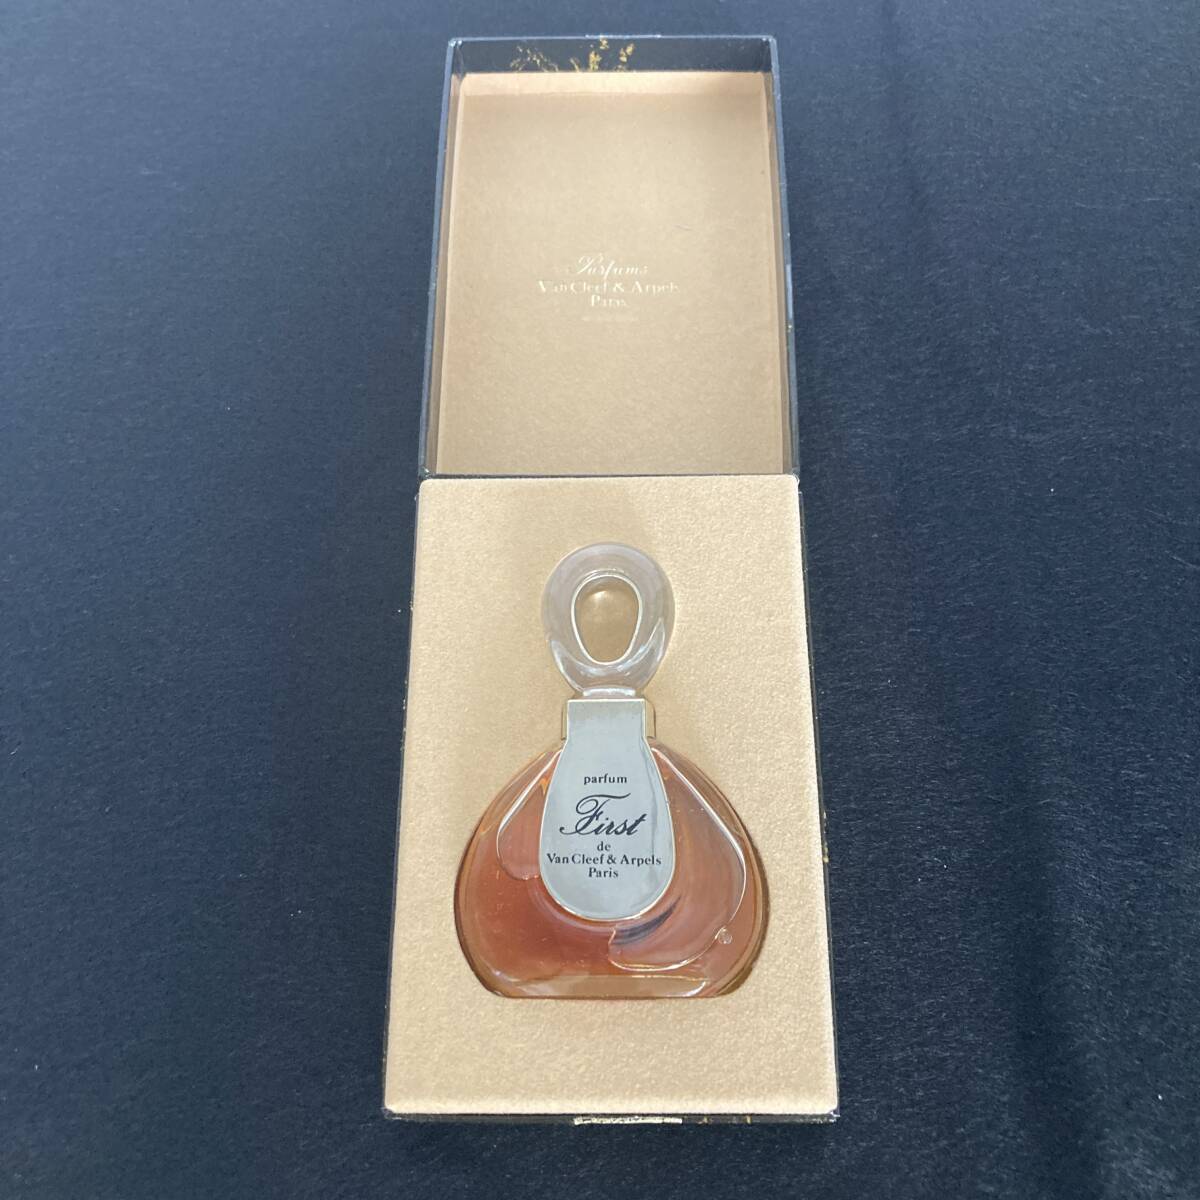 Parfums
Van Cleef & Arpels
Paris
parfum
First
de
Van Cleef & Arpels
Paris